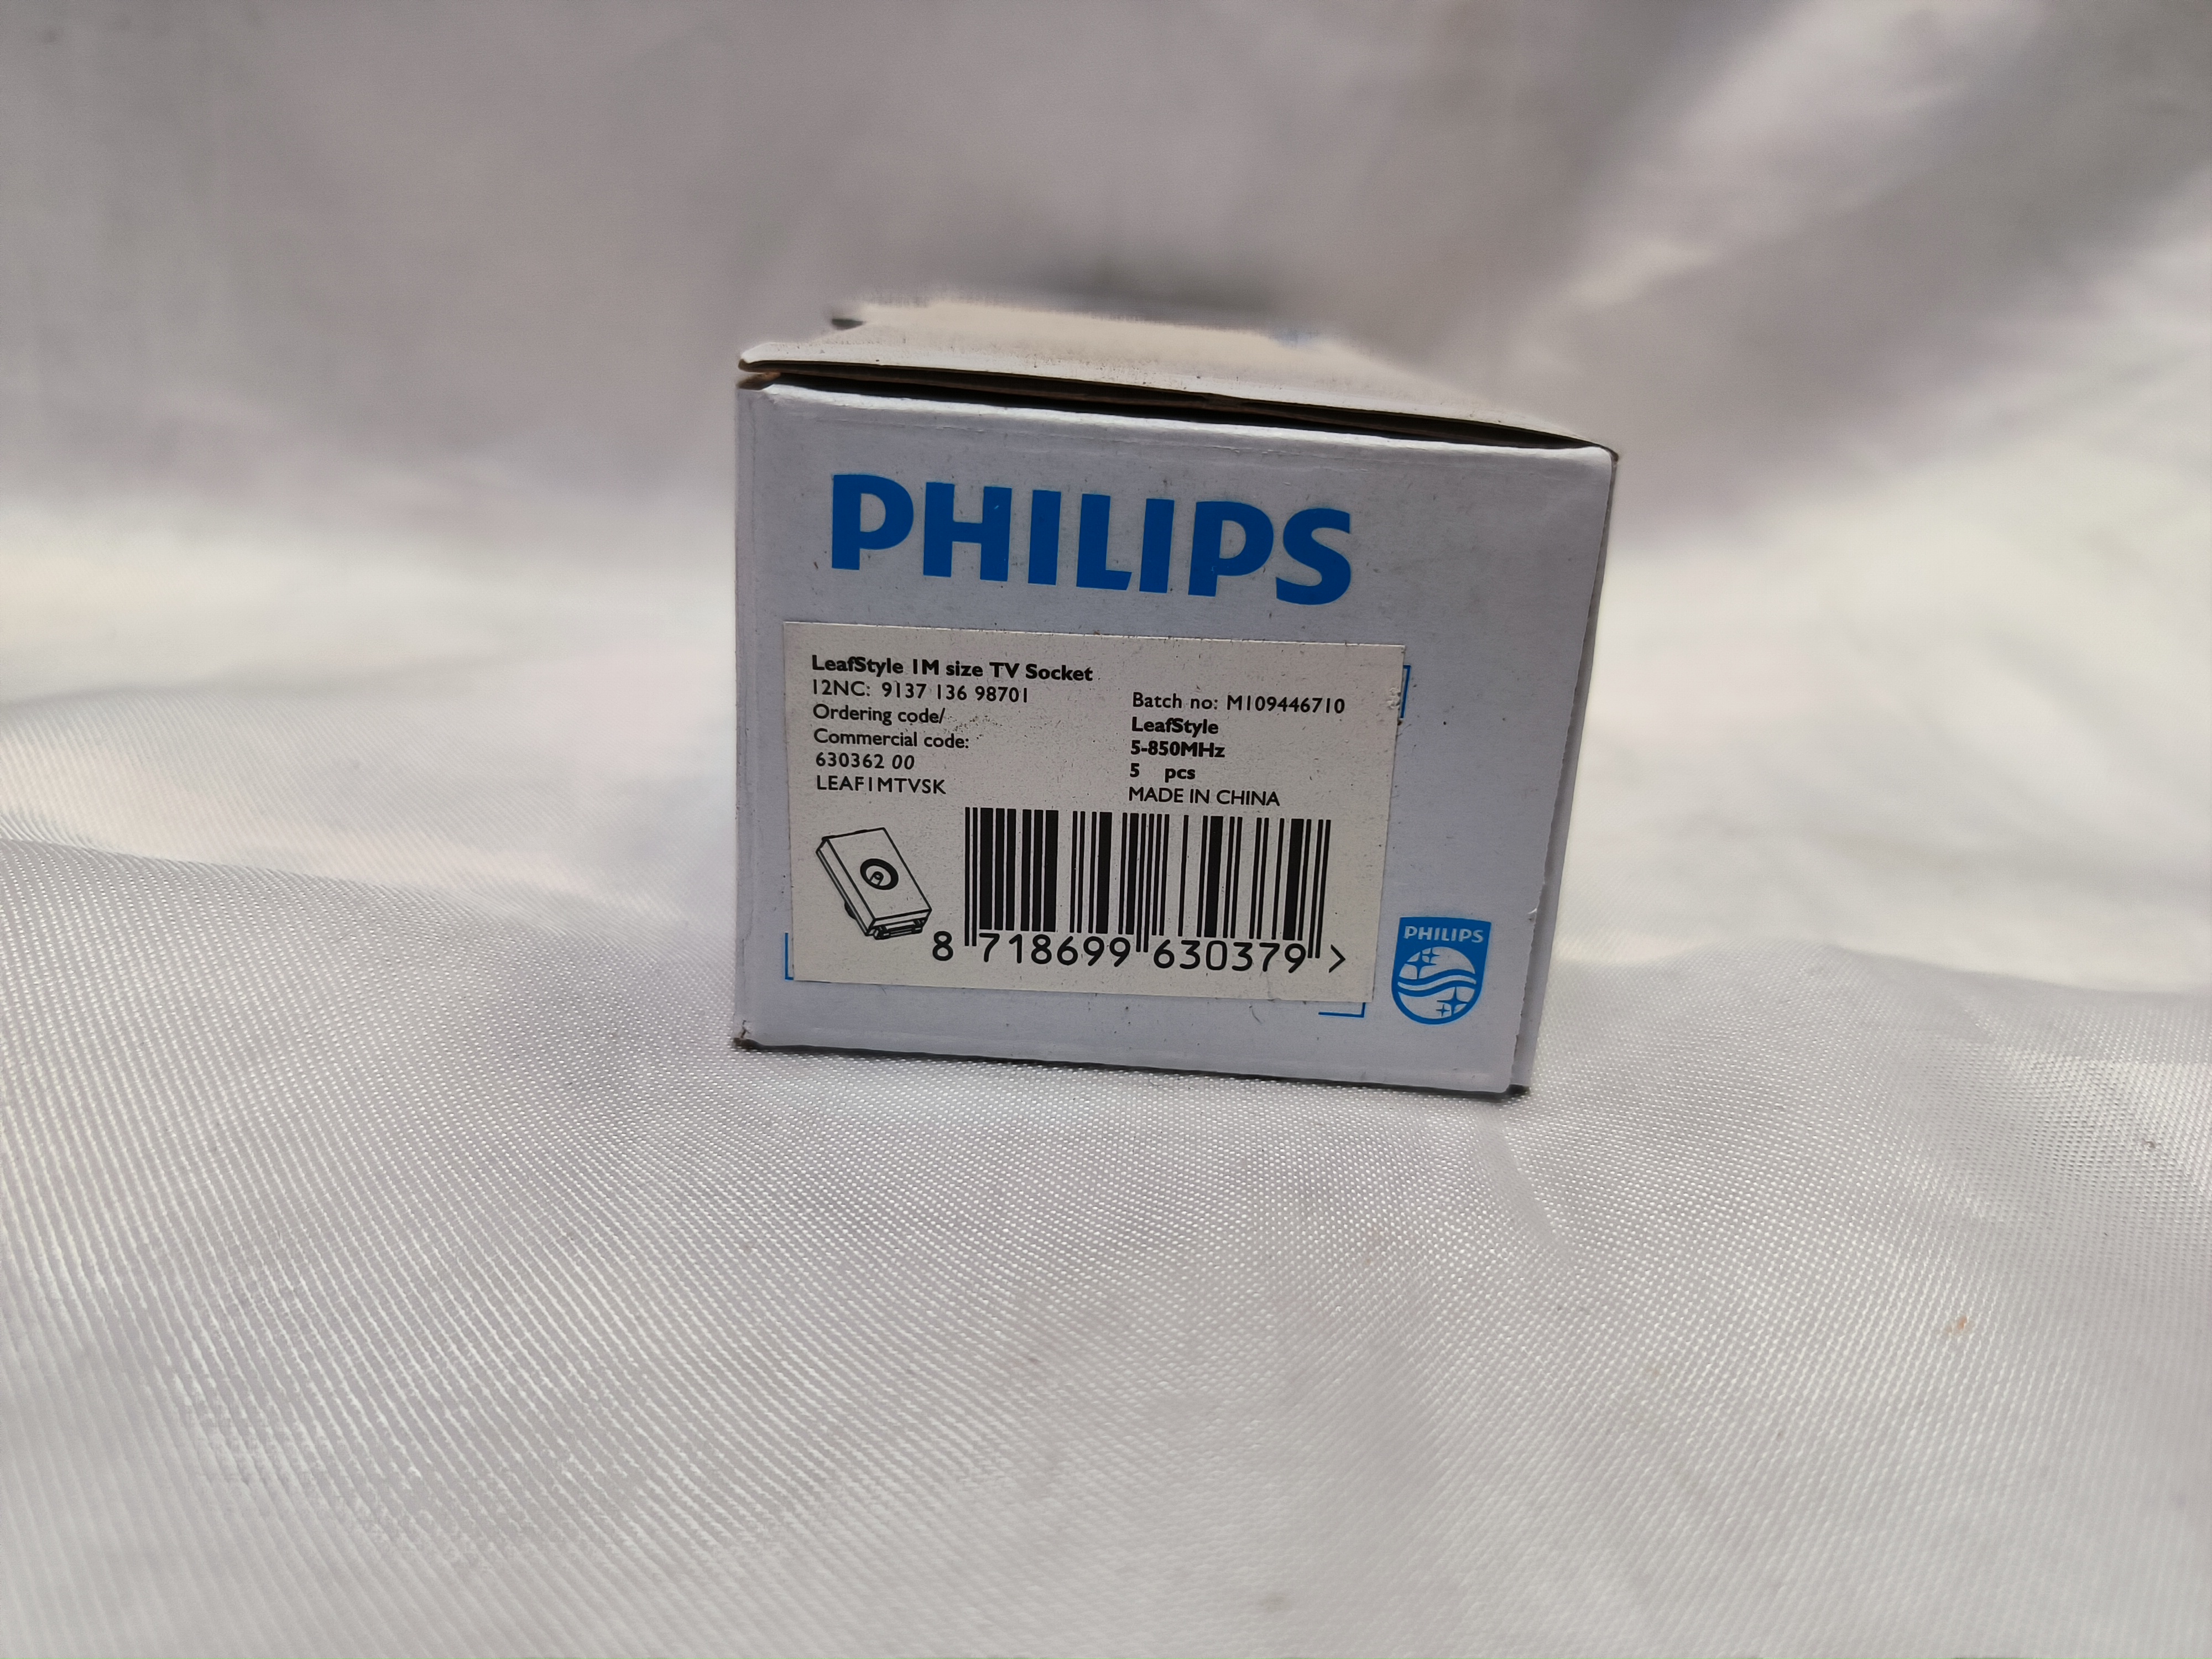 PHILIPS
LeafStyle 1M size TV Socket
12NC: 9137 136 98701
Ordering code/
Commercial code:
630362 00
LEAF1MTVSK
Batch no: M109446710
LeafStyle
5-850MHz
5 pcs
MADE IN CHINA
8 718699 630379 >
PHILIPS